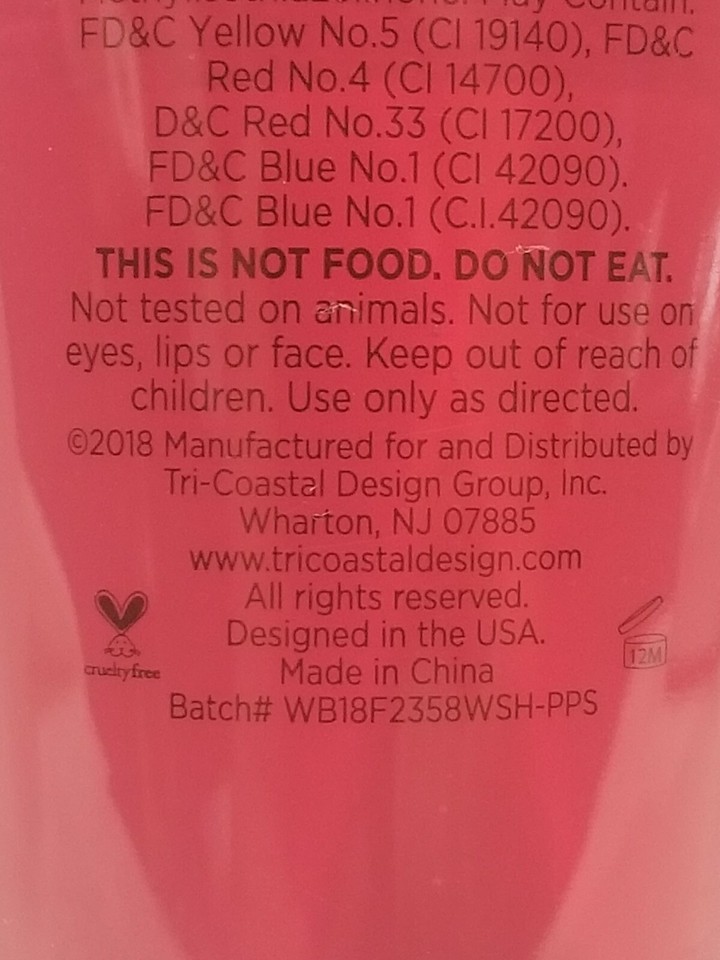 May Contain:
FD&C Yellow No.5 (CI 19140), FD&C
Red No.4 (CI 14700),
D&C Red No.33 (CI 17200),
FD&C Blue No.1 (CI 42090).
FD&C Blue No.1 (C.I.42090).
THIS IS NOT FOOD. DO NOT EAT.
Not tested on animals. Not for use on
eyes, lips or face. Keep out of reach of
children. Use only as directed.
©2018 Manufactured for and Distributed by
Tri-Coastal Design Group, Inc.
Wharton, NJ 07885
www.tricoastaldesign.com
All rights reserved.
Designed in the USA.
Made in China
Batch# WB18F2358WSH-PPS
crueltyfree
12M